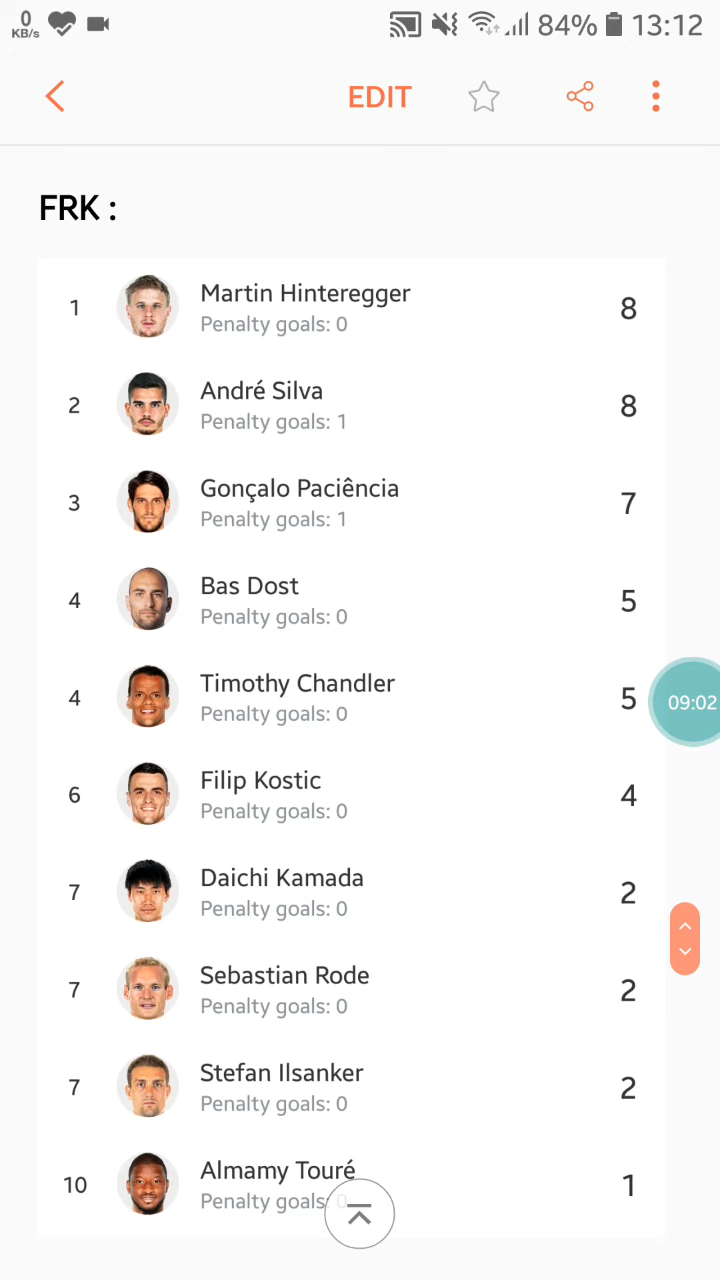 0
KB/s
84%
13:12
EDIT
FRK :
1
Martin Hinteregger
Penalty goals: 0
8
2
André Silva
Penalty goals: 1
8
3
Gonçalo Paciência
Penalty goals: 1
7
4
Bas Dost
Penalty goals: 0
5
4
Timothy Chandler
Penalty goals: 0
5
09:02
6
Filip Kostic
Penalty goals: 0
4
7
Daichi Kamada
Penalty goals: 0
2
7
Sebastian Rode
Penalty goals: 0
2
7
Stefan Ilsanker
Penalty goals: 0
2
10
Almamy Touré
Penalty goals: 0
1